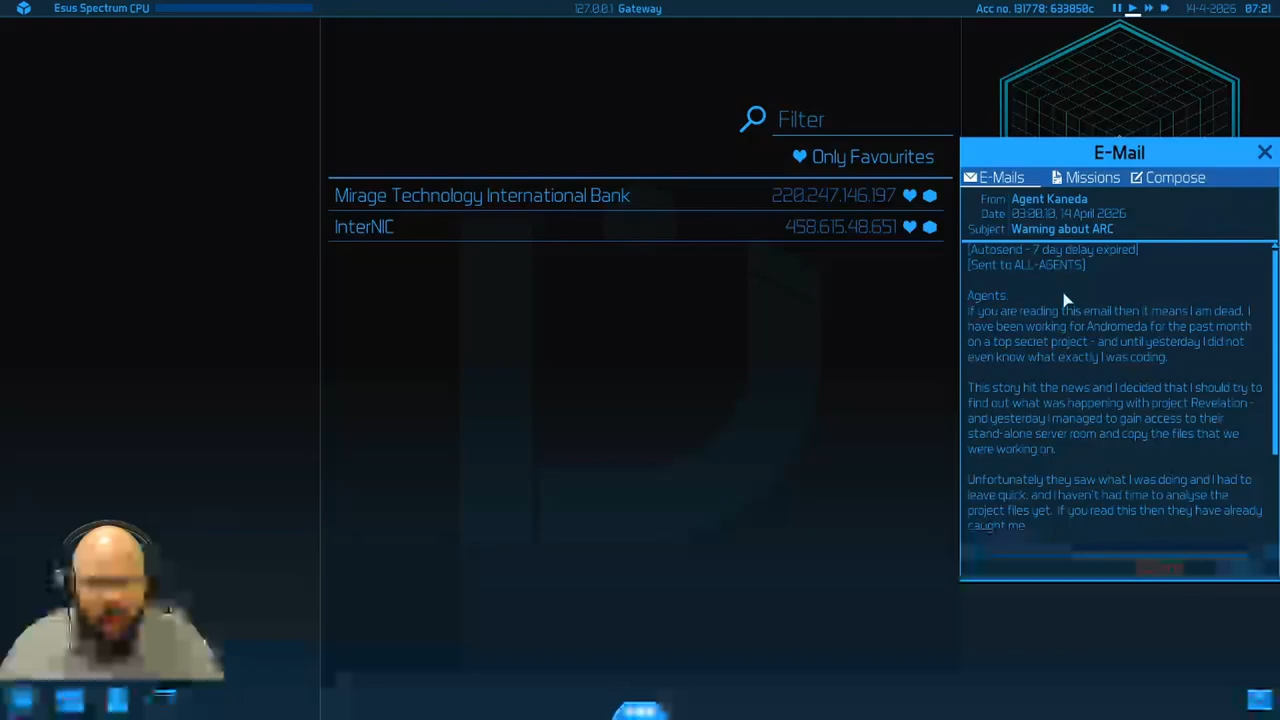 Esus Spectrum CPU
127.0.0.1 Gateway
Acc no. 131778: 633850c
14-4-2026 07:21
Filter
Only Favourites
Mirage Technology International Bank 220.247.146.197
InterNIC 458.615.48.651
E-Mail
E-Mails Missions Compose
From Agent Kaneda
Date 03:00.10, 14 April 2026
Subject Warning about ARC
[Autosend - 7 day delay expired]
[Sent to ALL-AGENTS]
Agents.
If you are reading this email then it means I am dead. I
have been working for Andromeda for the past month
on a top secret project - and until yesterday I did not
even know what exactly I was coding.
This story hit the news and I decided that I should try to
find out what was happening with project Revelation -
and yesterday I managed to gain access to their
stand-alone server room and copy the files that we
were working on.
Unfortunately they saw what I was doing and I had to
leave quick, and I haven't had time to analyse the
project files yet. If you read this then they have already
caught me